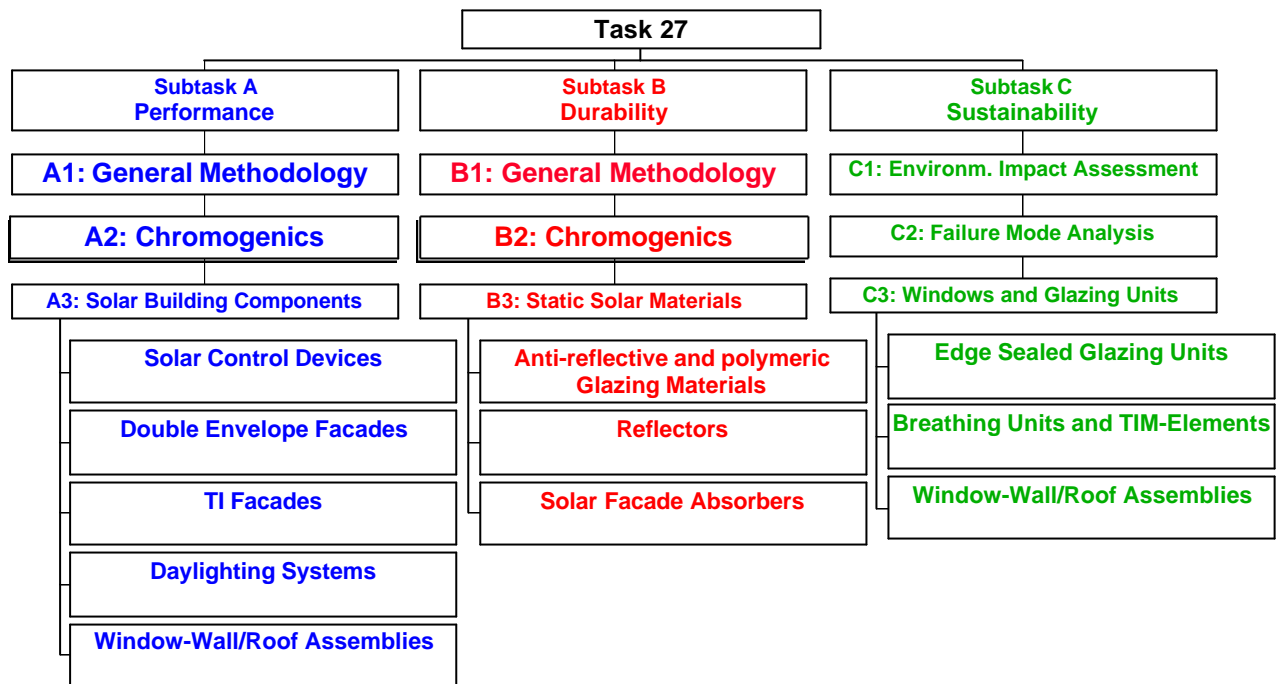 Task 27
Subtask A
Performance
Subtask B
Durability
Subtask C
Sustainability
A1: General Methodology
B1: General Methodology
C1: Environm. Impact Assessment
A2: Chromogenics
B2: Chromogenics
C2: Failure Mode Analysis
A3: Solar Building Components
B3: Static Solar Materials
C3: Windows and Glazing Units
Solar Control Devices
Anti-reflective and polymeric
Glazing Materials
Edge Sealed Glazing Units
Double Envelope Facades
Reflectors
Breathing Units and TIM-Elements
TI Facades
Solar Facade Absorbers
Window-Wall/Roof Assemblies
Daylighting Systems
Window-Wall/Roof Assemblies